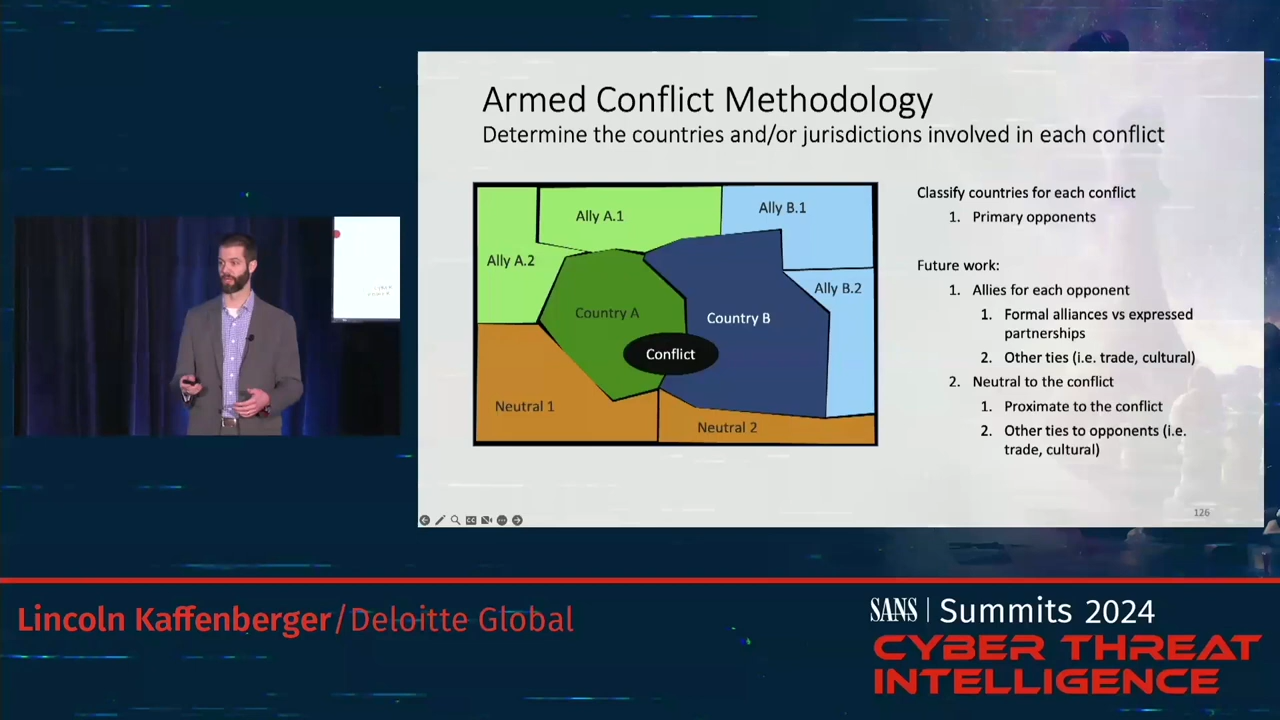 Armed Conflict Methodology
Determine the countries and/or jurisdictions involved in each conflict
Ally A.1
Ally B.1
Ally A.2
Ally B.2
Country A
Country B
Conflict
Neutral 1
Neutral 2
Classify countries for each conflict
1. Primary opponents
Future work:
1. Allies for each opponent
1. Formal alliances vs expressed
partnerships
2. Other ties (i.e. trade, cultural)
2. Neutral to the conflict
1. Proximate to the conflict
2. Other ties to opponents (i.e.
trade, cultural)
126
Lincoln Kaffenberger/Deloitte Global
SANS | Summits 2024
CYBER THREAT
INTELLIGENCE